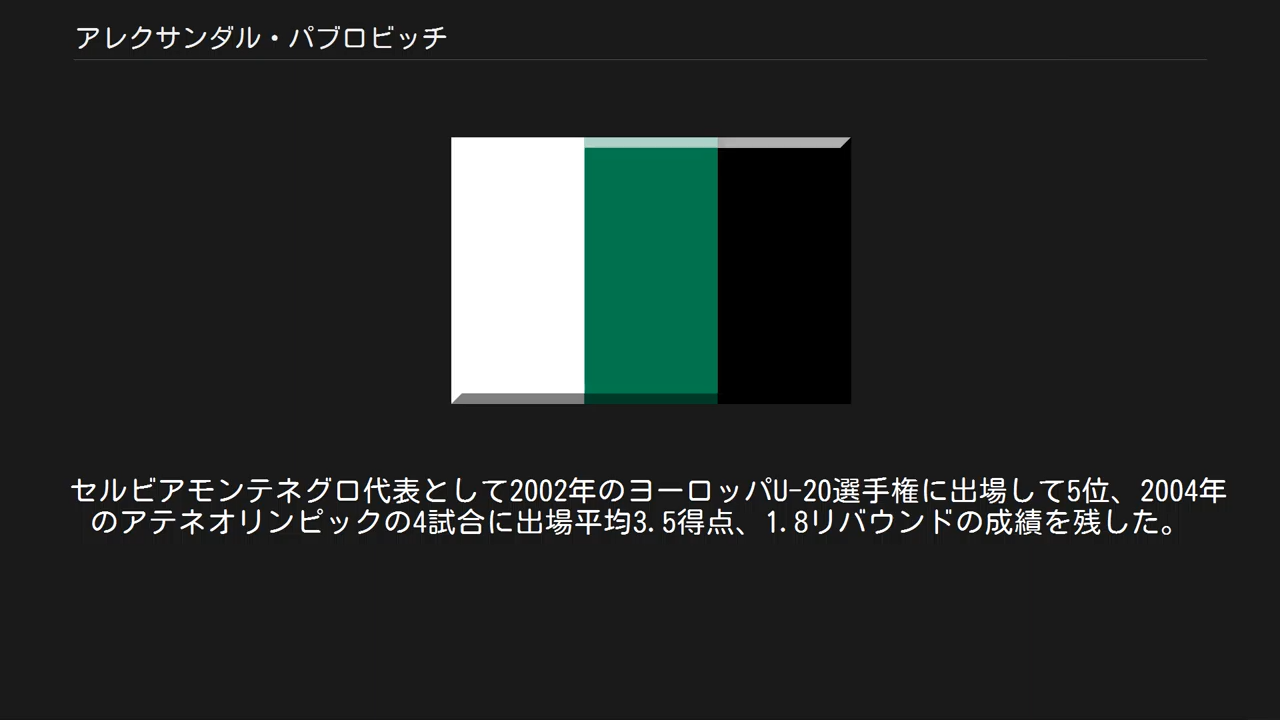 アレクサンダル・パブロビッチ
セルビアモンテネグロ代表として2002年のヨーロッパU-20選手権に出場して5位、2004年
のアテネオリンピックの4試合に出場平均3.5得点、1.8リバウンドの成績を残した。